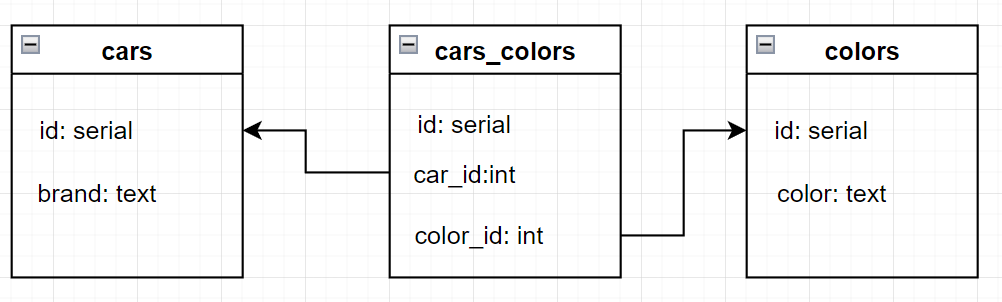 cars
id: serial
brand: text
cars_colors
id: serial
car_id:int
color_id: int
colors
id: serial
color: text